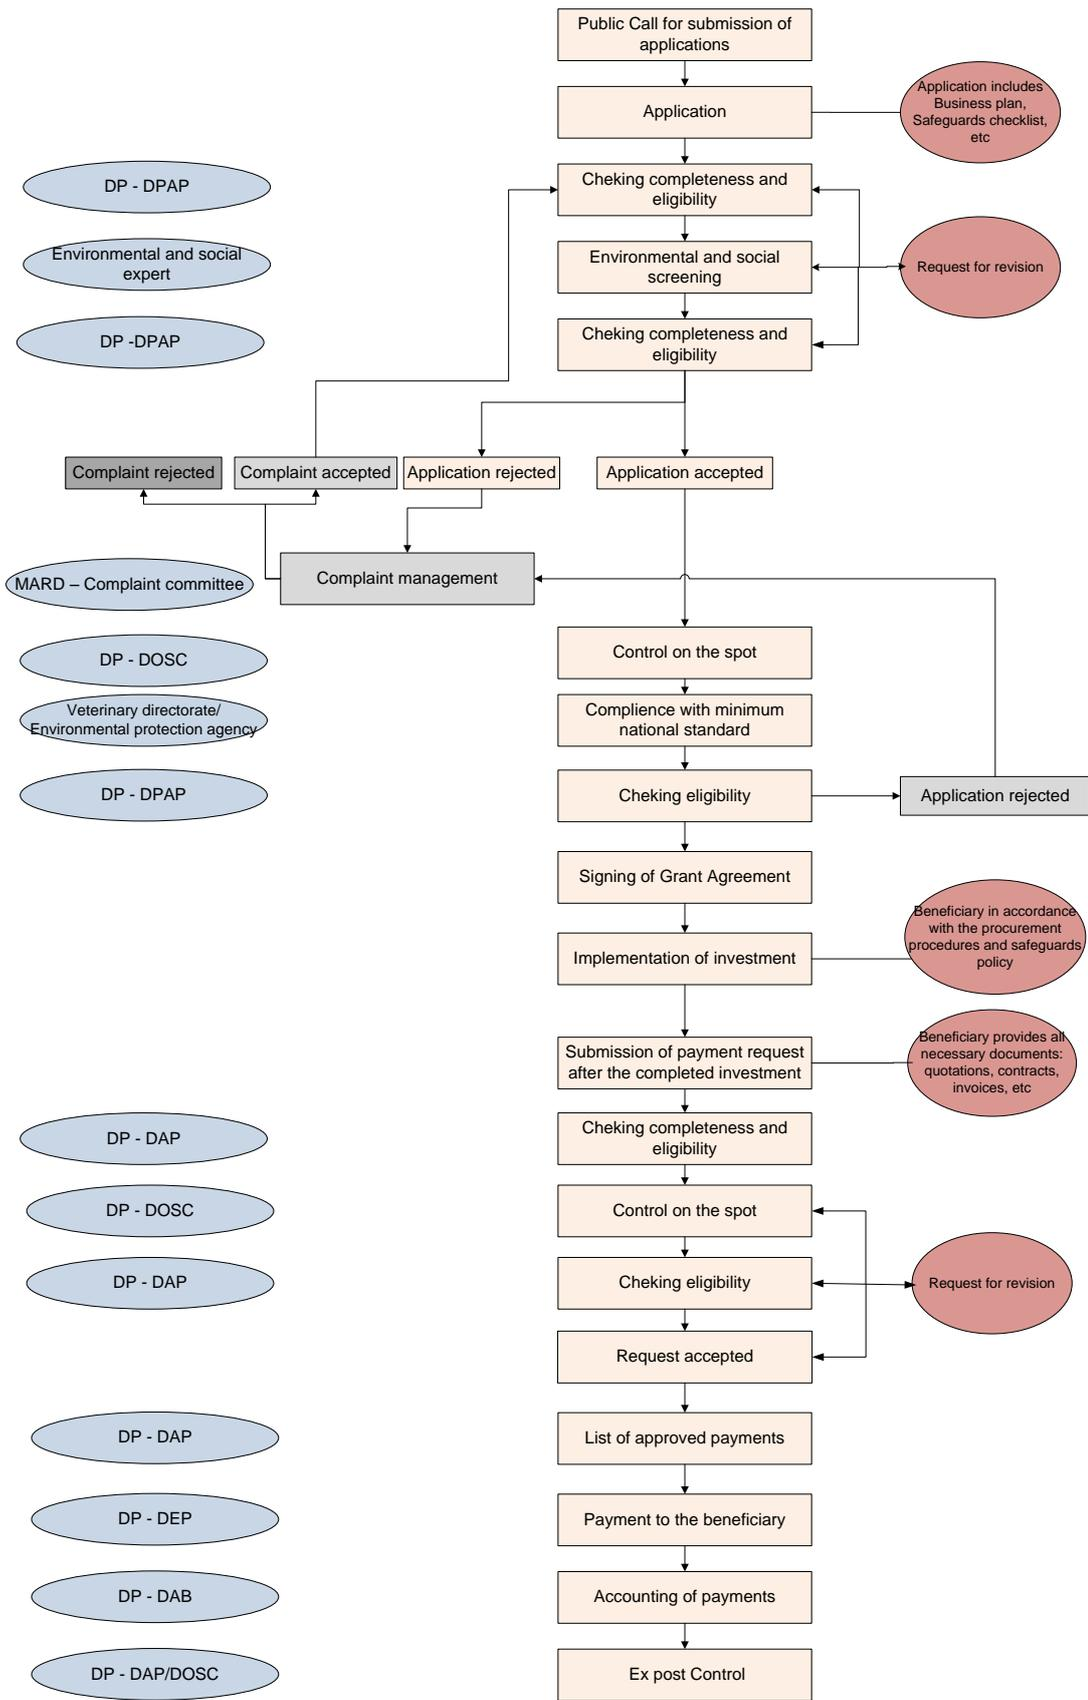 Public Call for submission of
applications
Application
Application includes
Business plan,
Safeguards checklist,
etc
DP - DPAP
Cheking completeness and
eligibility
Environmental and social
expert
Environmental and social
screening
Request for revision
DP -DPAP
Cheking completeness and
eligibility
Complaint rejected
Complaint accepted
Application rejected
Application accepted
MARD – Complaint committee
Complaint management
DP - DOSC
Control on the spot
Veterinary directorate/
Environmental protection agency
Complience with minimum
national standard
DP - DPAP
Cheking eligibility
Application rejected
Signing of Grant Agreement
Implementation of investment
Beneficiary in accordance
with the procurement
procedures and safeguards
policy
Submission of payment request
after the completed investment
Beneficiary provides all
necessary documents:
quotations, contracts,
invoices, etc
DP - DAP
Cheking completeness and
eligibility
DP - DOSC
Control on the spot
DP - DAP
Cheking eligibility
Request for revision
Request accepted
DP - DAP
List of approved payments
DP - DEP
Payment to the beneficiary
DP - DAB
Accounting of payments
DP - DAP/DOSC
Ex post Control